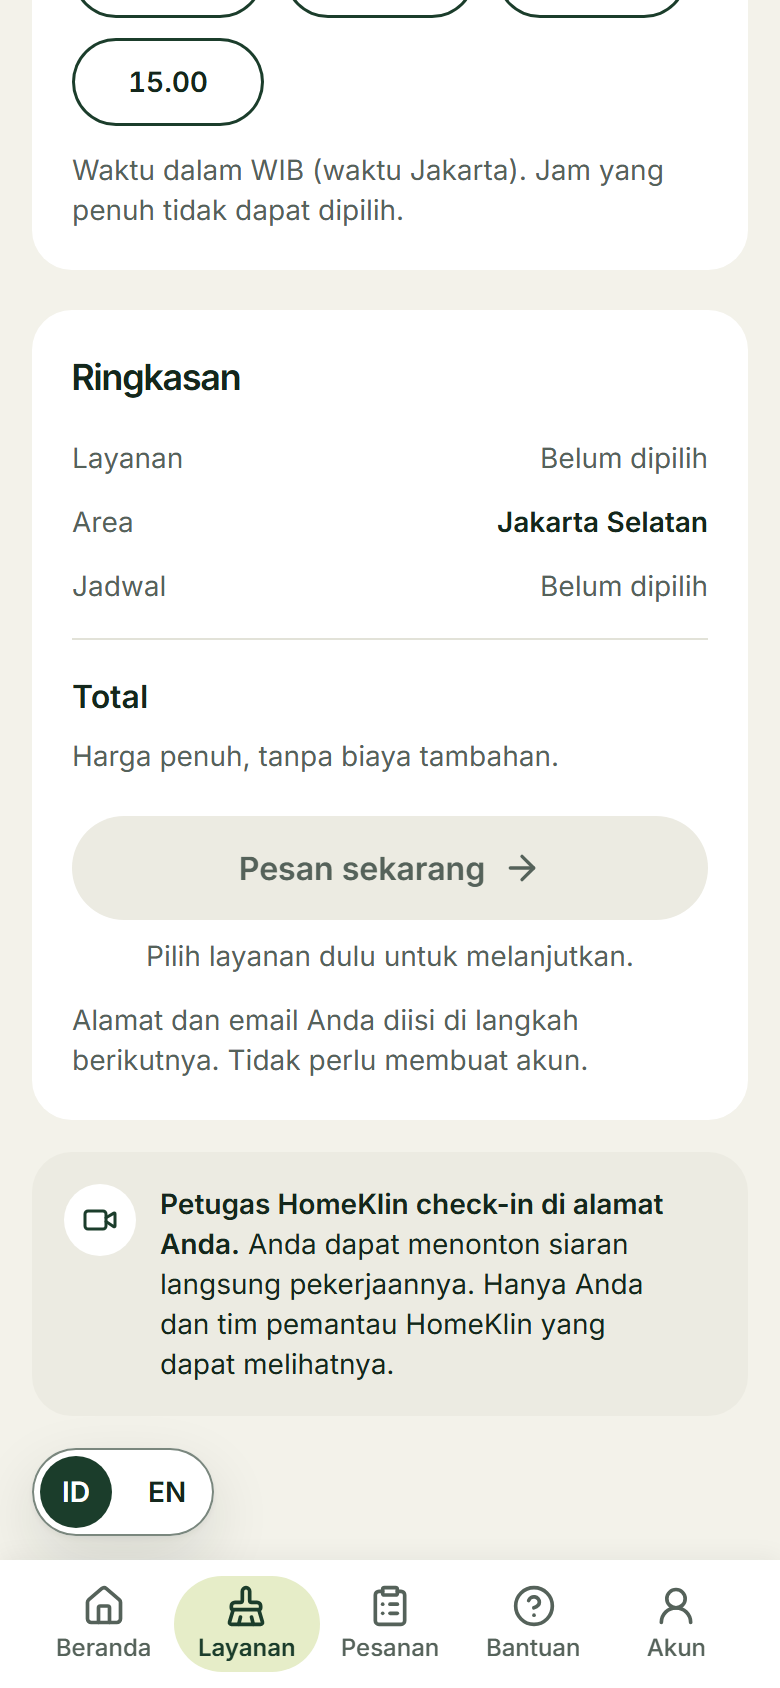 15.00
Waktu dalam WIB (waktu Jakarta). Jam yang
penuh tidak dapat dipilih.
Ringkasan
Layanan Belum dipilih
Area Jakarta Selatan
Jadwal Belum dipilih
Total
Harga penuh, tanpa biaya tambahan.
Pesan sekarang →
Pilih layanan dulu untuk melanjutkan.
Alamat dan email Anda diisi di langkah
berikutnya. Tidak perlu membuat akun.
Petugas HomeKlin check-in di alamat
Anda. Anda dapat menonton siaran
langsung pekerjaannya. Hanya Anda
dan tim pemantau HomeKlin yang
dapat melihatnya.
ID EN
Beranda Layanan Pesanan Bantuan Akun